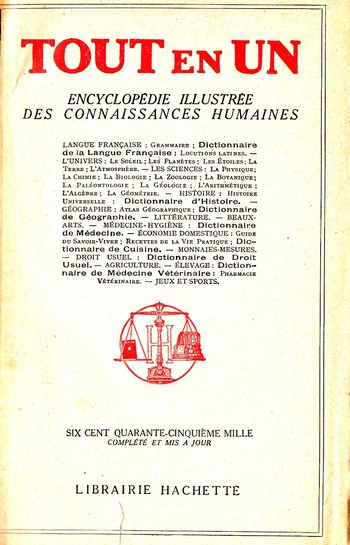 TOUT EN UN
ENCYCLOPÉDIE ILLUSTRÉE
DES CONNAISSANCES HUMAINES
LANGUE FRANÇAISE : GRAMMAIRE ; Dictionnaire
de la Langue Française ; LOCUTIONS LATINES. —
L'UNIVERS : LE SOLEIL ; LES PLANÈTES ; LES ÉTOILES ; LA
TERRE ; L'ATMOSPHÈRE. — LES SCIENCES : LA PHYSIQUE ;
LA CHIMIE ; LA BIOLOGIE ; LA ZOOLOGIE ; LA BOTANIQUE ;
LA PALÉONTOLOGIE ; LA GÉOLOGIE ; L'ARITHMÉTIQUE ;
L'ALGÈBRE ; LA GÉOMÉTRIE. — HISTOIRE : HISTOIRE
UNIVERSELLE : Dictionnaire d'Histoire. —
GÉOGRAPHIE : ATLAS GÉOGRAPHIQUE ; Dictionnaire
de Géographie. — LITTÉRATURE. — BEAUX-
ARTS. — MÉDECINE-HYGIÈNE : Dictionnaire
de Médecine. — ÉCONOMIE DOMESTIQUE : GUIDE
DU SAVOIR-VIVRE ; RECETTES DE LA VIE PRATIQUE ; Dic-
tionnaire de Cuisine. — MONNAIES-MESURES.
— DROIT USUEL : Dictionnaire de Droit
Usuel. — AGRICULTURE. — ÉLEVAGE : Diction-
naire de Médecine Vétérinaire : PHARMACIE
VÉTÉRINAIRE. — JEUX ET SPORTS.
H
SIX CENT QUARANTE-CINQUIÈME MILLE
COMPLÉTÉ ET MIS A JOUR
LIBRAIRIE HACHETTE